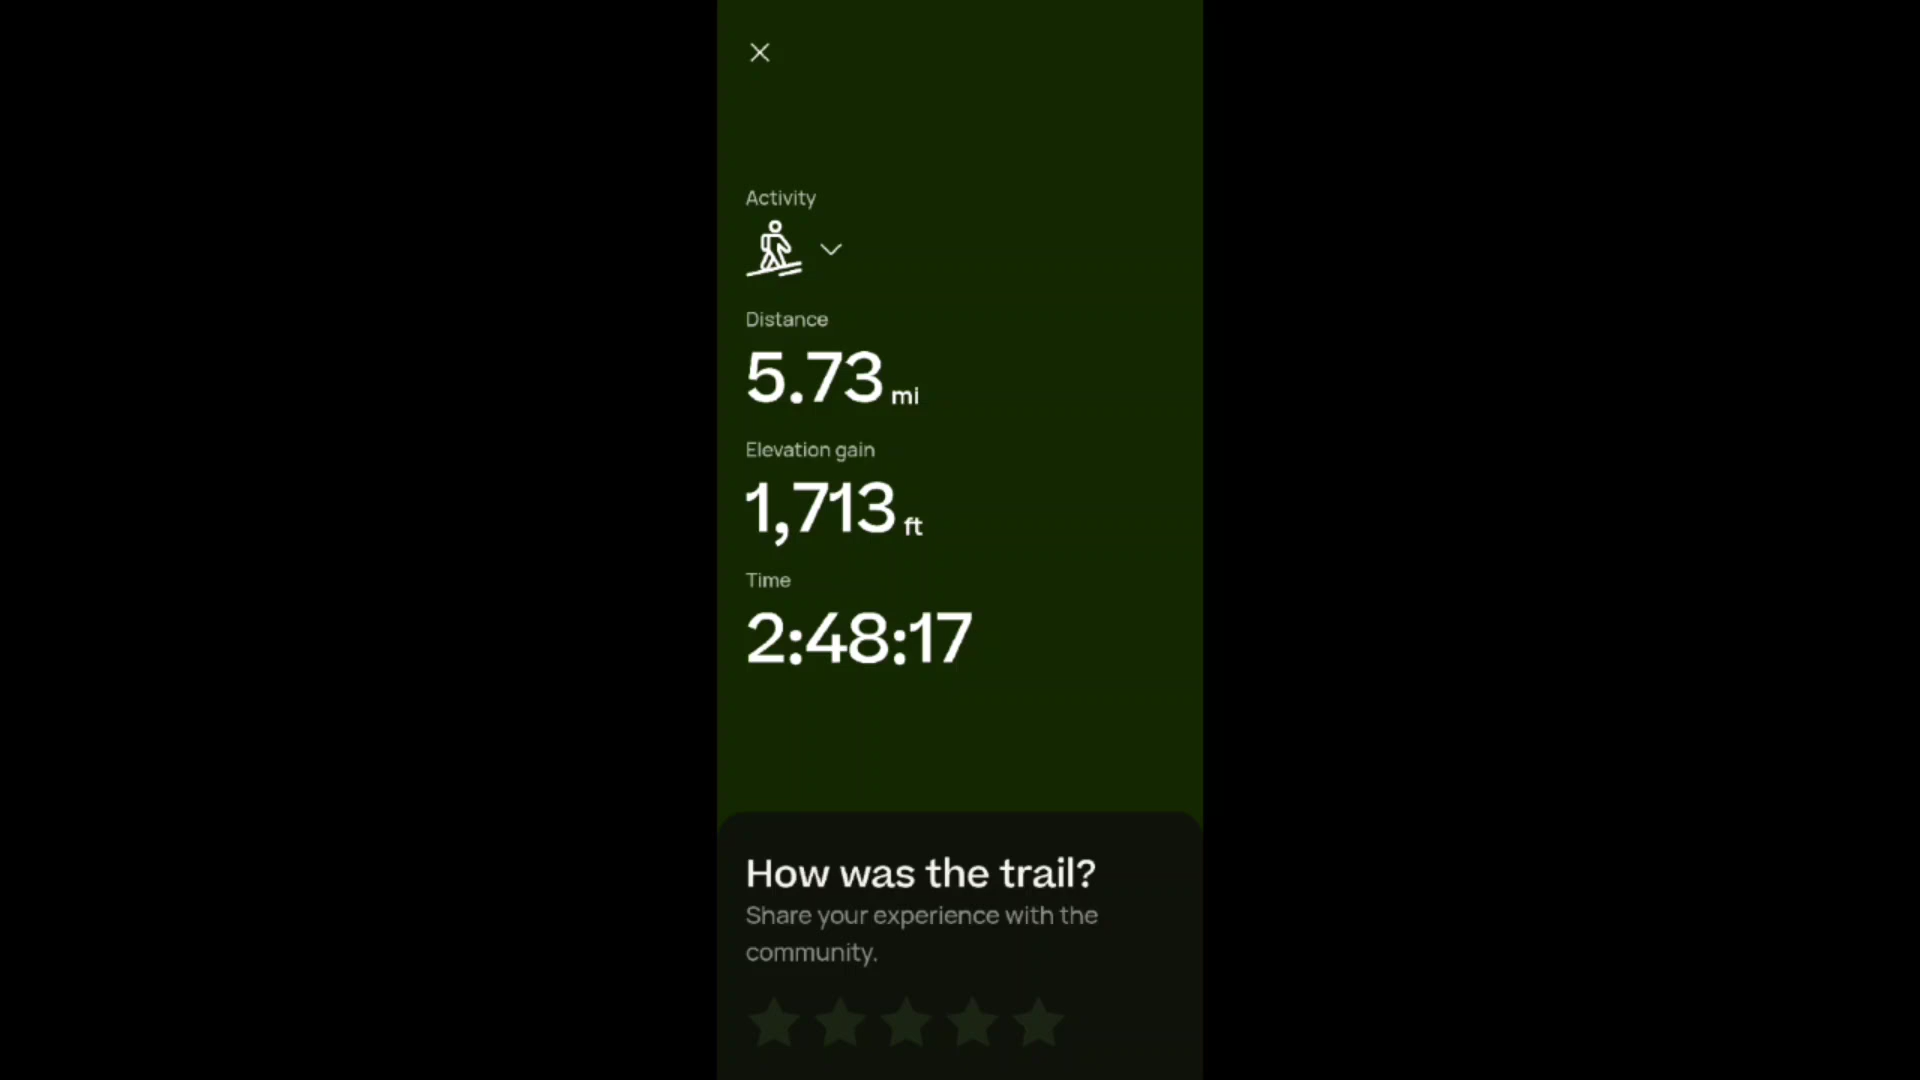 Activity
Distance
5.73 mi
Elevation gain
1,713 ft
Time
2:48:17
How was the trail?
Share your experience with the
community.